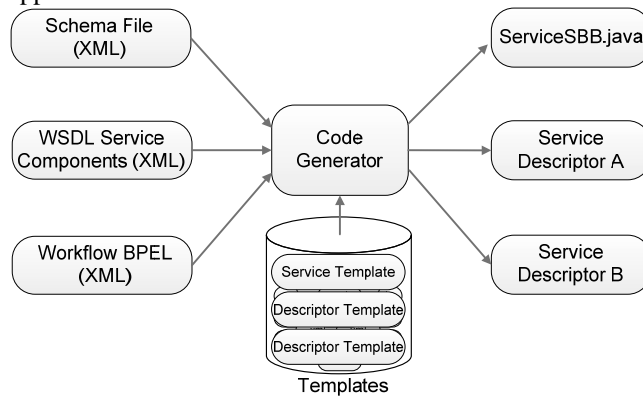 Schema File
(XML)
ServiceSBB.java
WSDL Service
Components (XML)
Code
Generator
Service
Descriptor A
Workflow BPEL
(XML)
Service
Descriptor B
Service Template
Descriptor Template
Descriptor Template
Templates